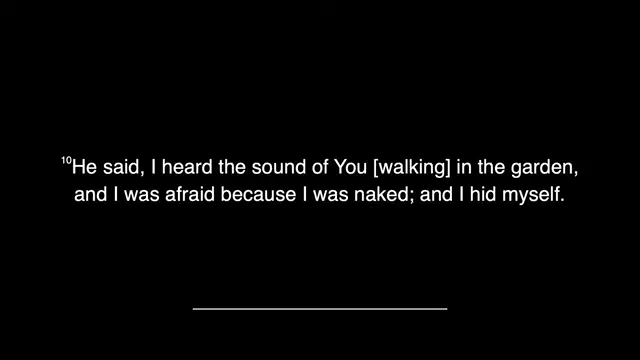 ¹⁰He said, I heard the sound of You [walking] in the garden,
and I was afraid because I was naked; and I hid myself.